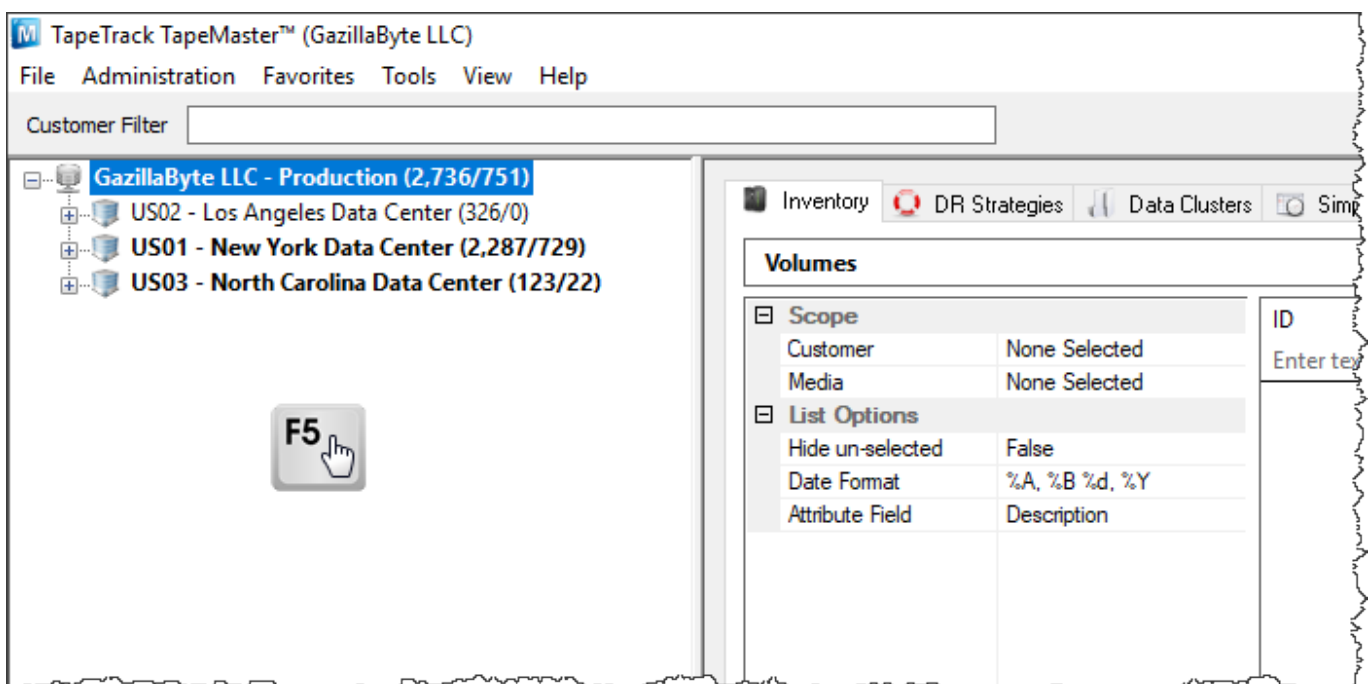 TapeTrack TapeMaster™ (GazillaByte LLC)
File Administration Favorites Tools View Help
Customer Filter
GazillaByte LLC - Production (2,736/751)
US02 - Los Angeles Data Center (326/0)
US01 - New York Data Center (2,287/729)
US03 - North Carolina Data Center (123/22)
F5
Inventory DR Strategies Data Clusters
Volumes
Scope
Customer None Selected
Media None Selected
List Options
Hide un-selected False
Date Format %A, %B %d, %Y
Attribute Field Description
ID
Enter